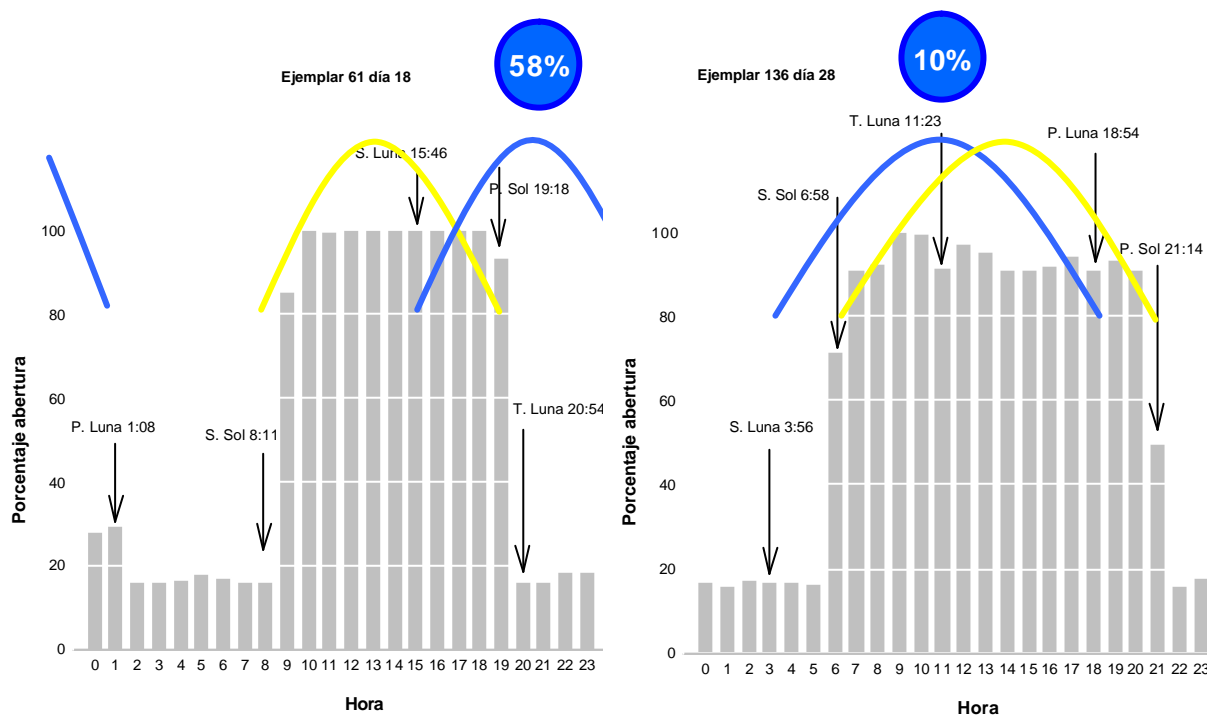 58%
Ejemplar 61 día 18
S. Luna 15:46
P. Sol 19:18
100
80
P. Luna 1:08
S. Sol 8:11
T. Luna 20:54
60
40
20
0
Porcentaje abertura
0 1 2 3 4 5 6 7 8 9 10 11 12 13 14 15 16 17 18 19 20 21 22 23
Hora
10%
Ejemplar 136 día 28
T. Luna 11:23
P. Luna 18:54
S. Sol 6:58
P. Sol 21:14
100
80
60
S. Luna 3:56
40
20
0
Porcentaje abertura
0 1 2 3 4 5 6 7 8 9 10 11 12 13 14 15 16 17 18 19 20 21 22 23
Hora